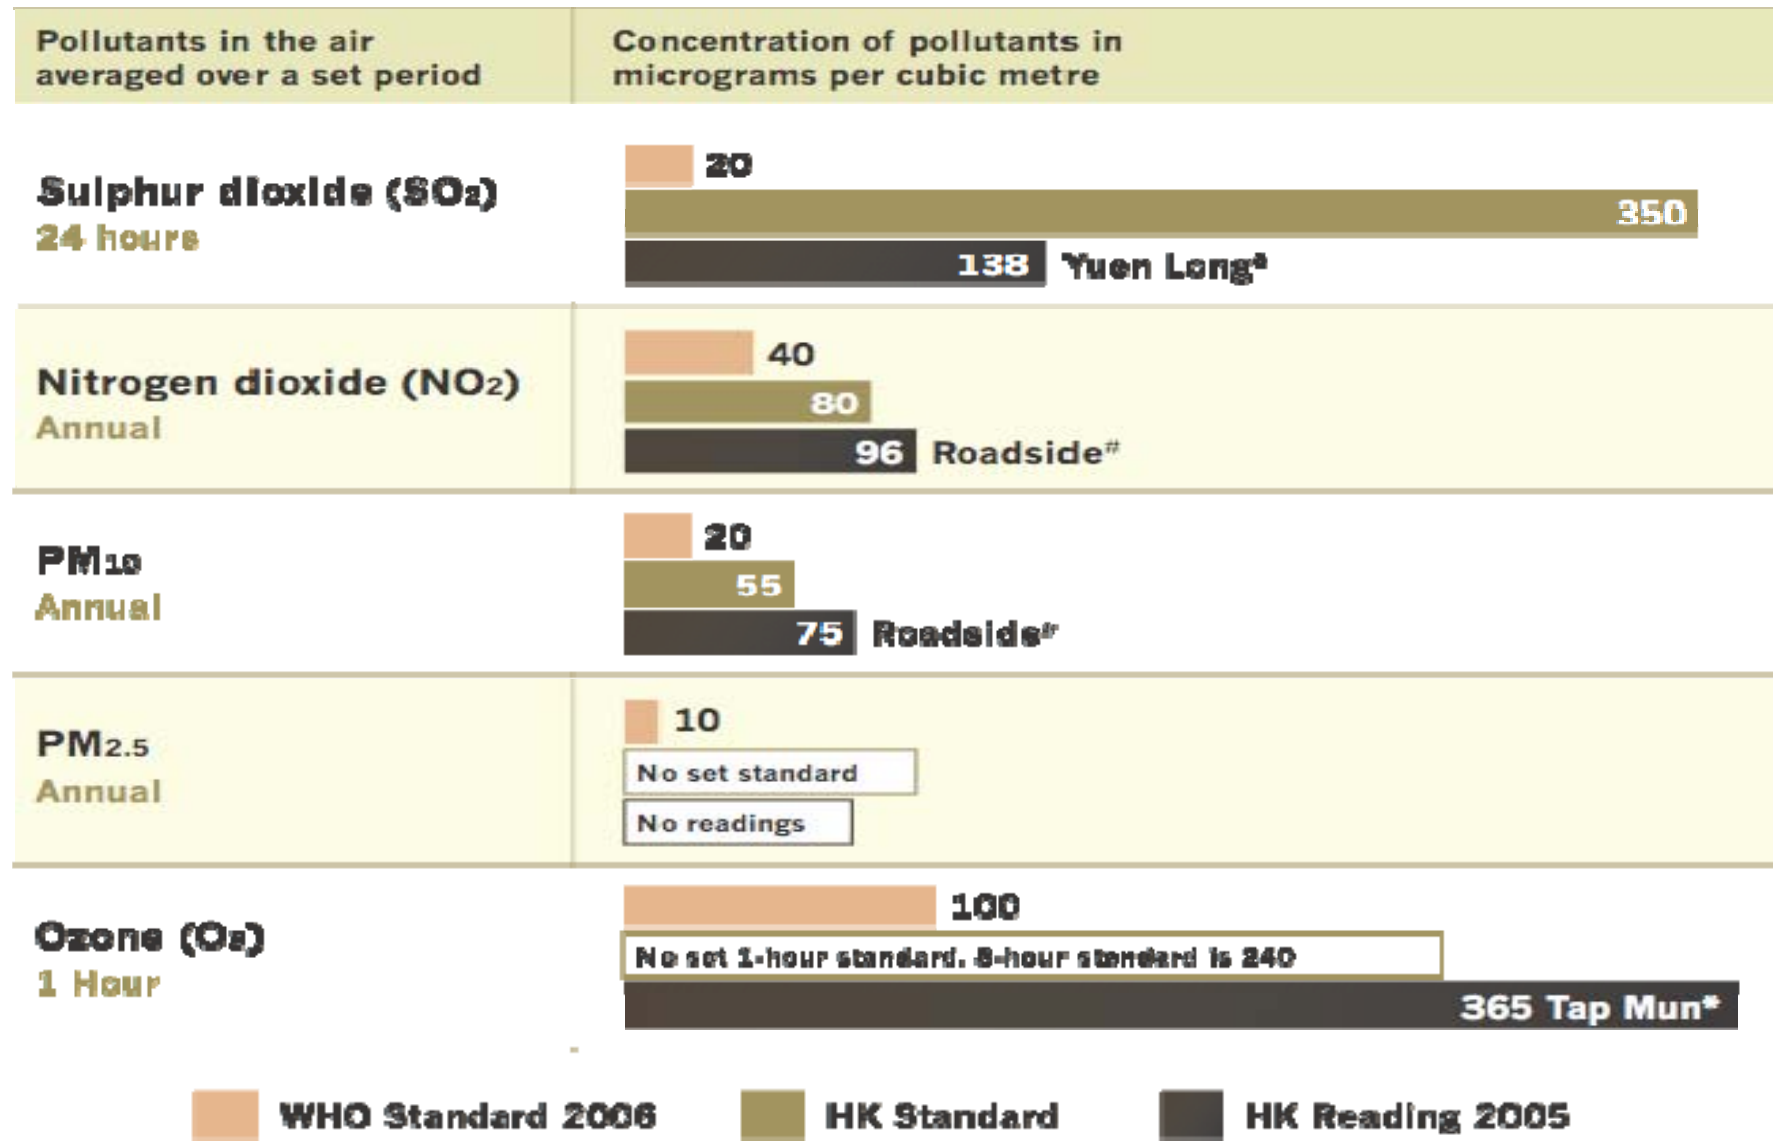 Pollutants in the air
averaged over a set period
Concentration of pollutants in
micrograms per cubic metre
Sulphur dioxide (SO2)
24 hours
20
350
138 Yuen Long*
Nitrogen dioxide (NO2)
Annual
40
80
96 Roadside#
PM10
Annual
20
55
75 Roadside#
PM2.5
Annual
10
No set standard
No readings
Ozone (O3)
1 Hour
100
No set 1-hour standard. 8-hour standard is 240
365 Tap Mun*
WHO Standard 2006
HK Standard
HK Reading 2005